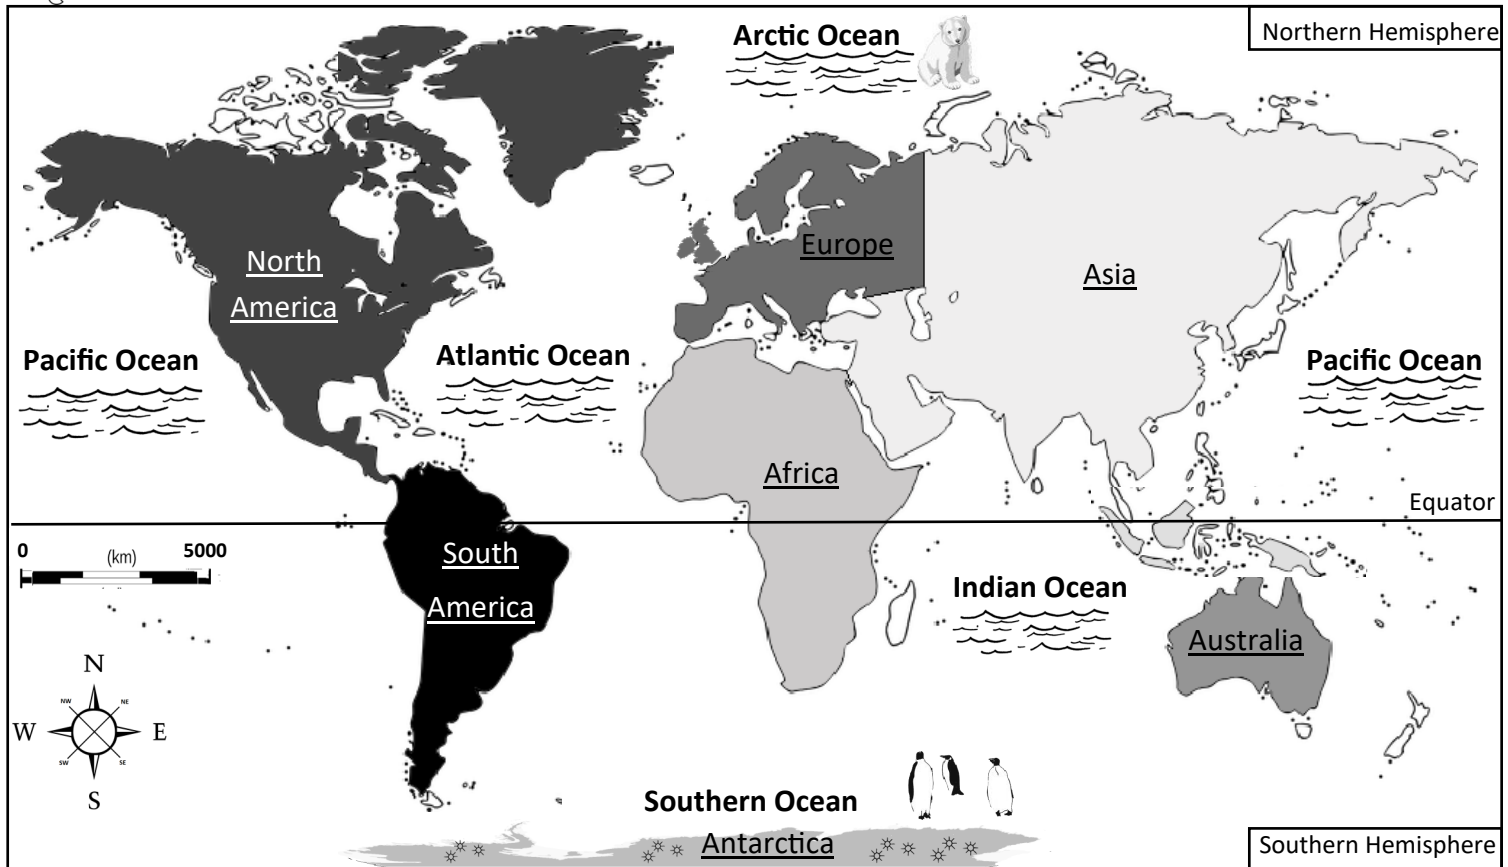 Arctic Ocean
Northern Hemisphere
North
America
Europe
Asia
Pacific Ocean
Atlantic Ocean
Pacific Ocean
Africa
Equator
0 (km) 5000
South
America
Indian Ocean
Australia
N
NW NE
W E
SW SE
S
Southern Ocean
Antarctica
Southern Hemisphere